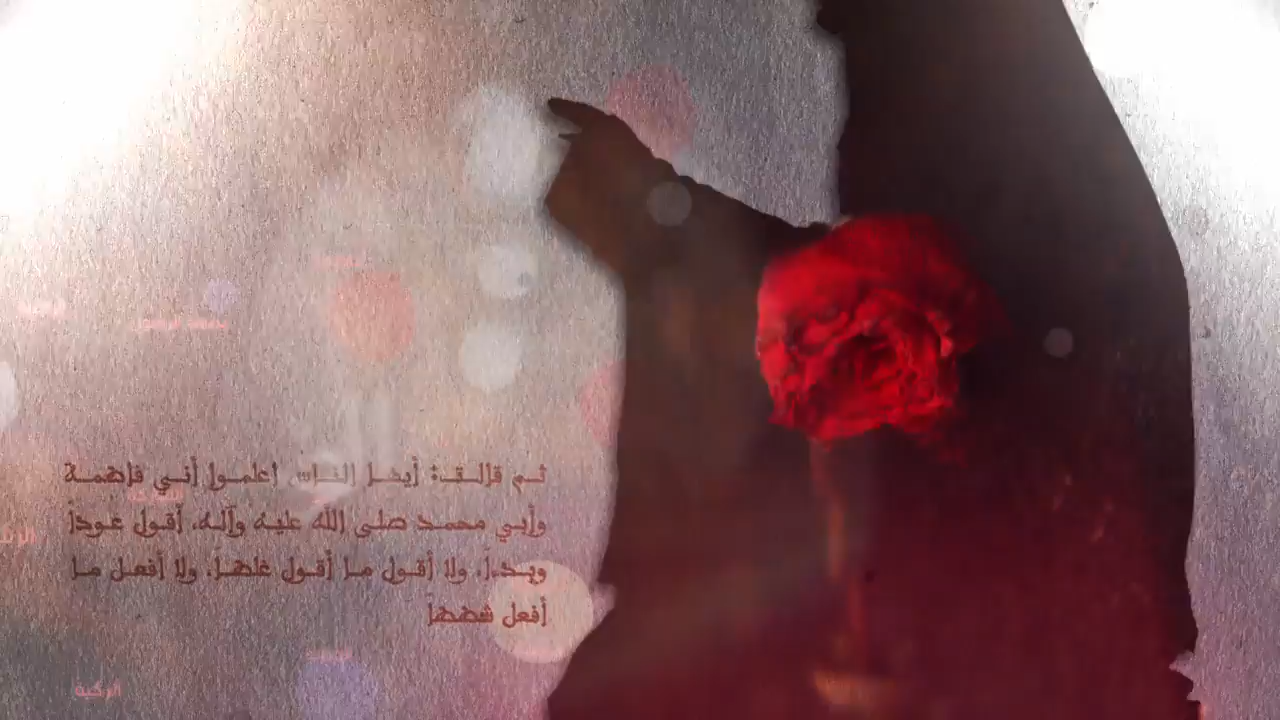 ثم قالت: أيها الناس اعلموا أني فاطمة
وأبي محمد صلى الله عليه وآله، أقول عوداً
وبدءاً، ولا أقول ما أقول غلطاً، ولا أفعل ما
أفعل شططاً
الزكية